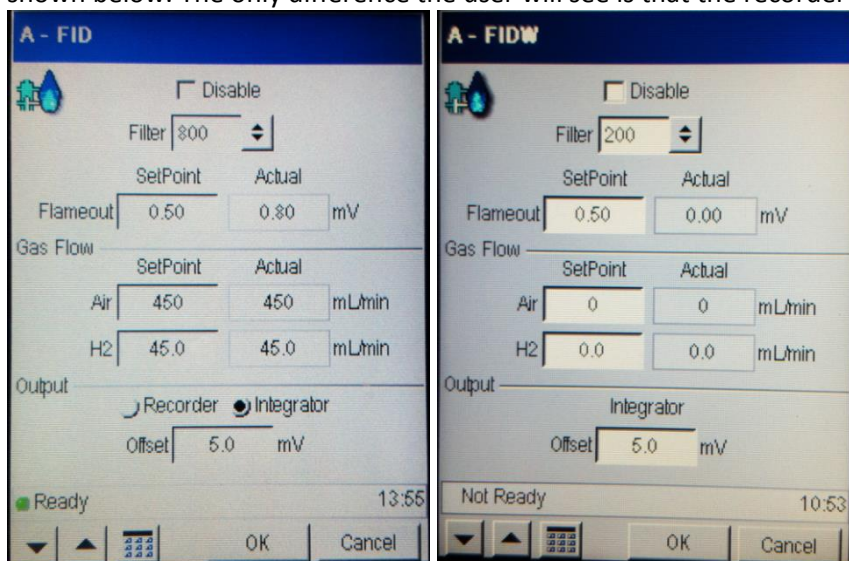 shown below. The only difference the user will see is that the recorder
A - FID
Disable
Filter 800
SetPoint Actual
Flameout 0.50 0.80 mV
Gas Flow
SetPoint Actual
Air 450 450 mL/min
H2 45.0 45.0 mL/min
Output
Recorder Integrator
Offset 5.0 mV
Ready 13:55
OK Cancel
A - FIDW
Disable
Filter 200
SetPoint Actual
Flameout 0.50 0.00 mV
Gas Flow
SetPoint Actual
Air 0 0 mL/min
H2 0.0 0.0 mL/min
Output
Integrator
Offset 5.0 mV
Not Ready 10:53
OK Cancel